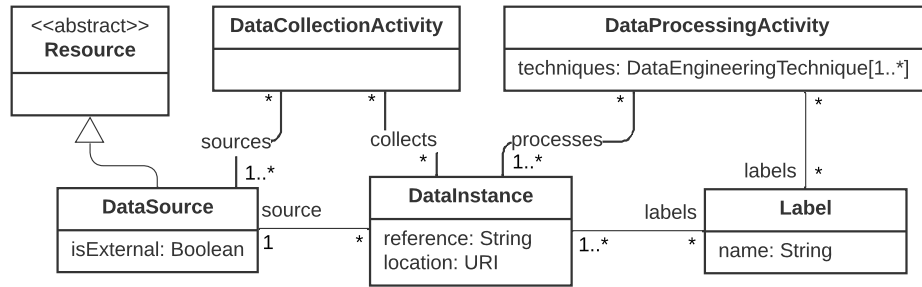 <<abstract>>
Resource
DataCollectionActivity
DataProcessingActivity
techniques: DataEngineeringTechnique[1..*]
*
*
*
*
sources
collects
processes
1..*
*
1..*
labels
*
DataSource
isExternal: Boolean
source
1
*
DataInstance
reference: String
location: URI
labels
1..*
*
Label
name: String